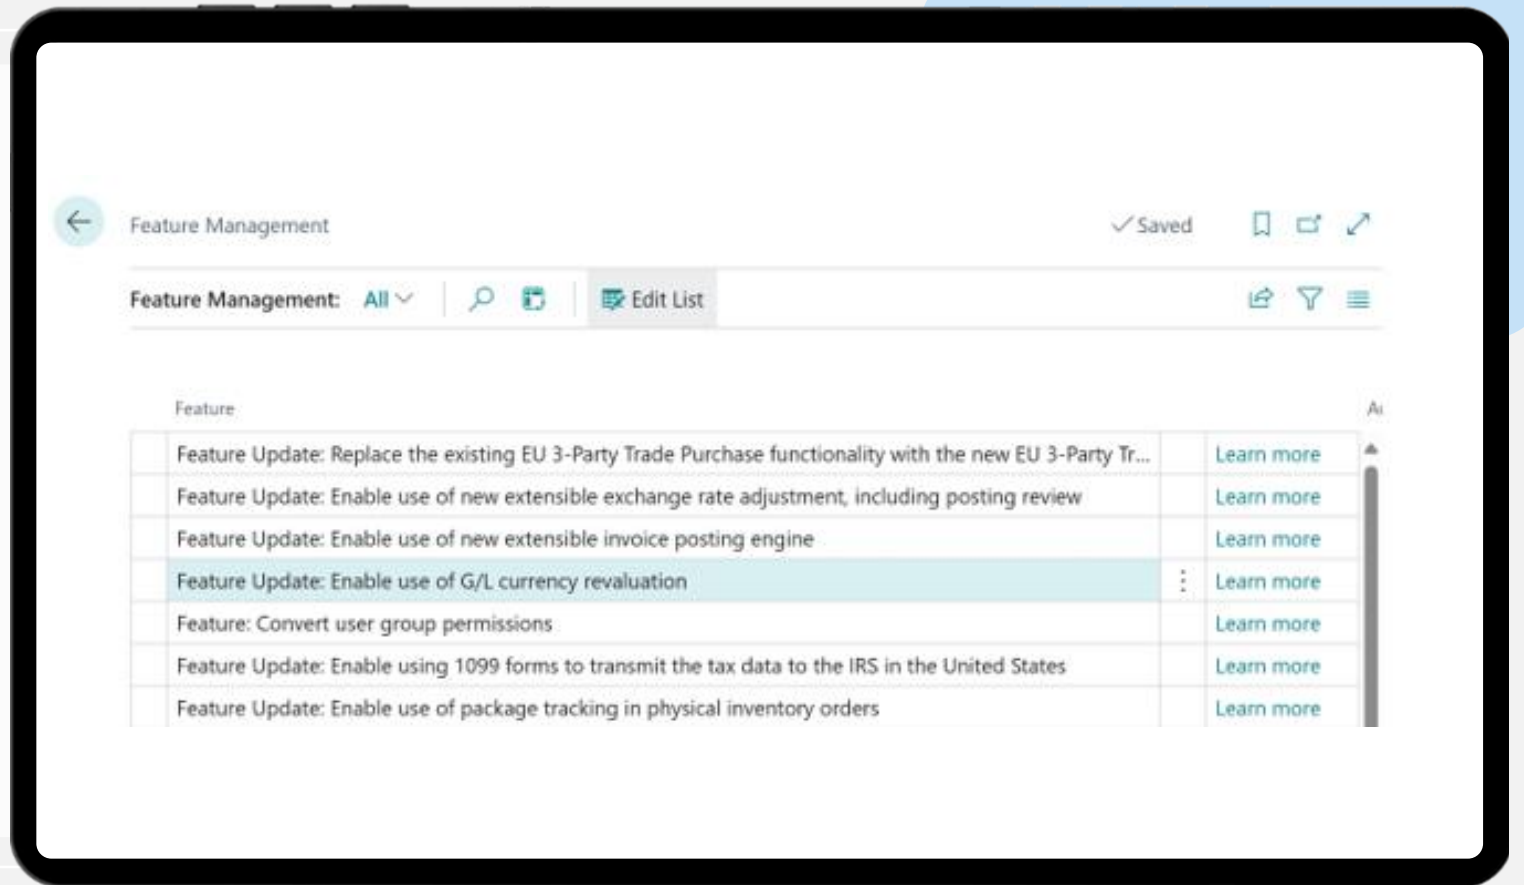 Feature Management
Saved
Feature Management: All
Edit List
Feature
Feature Update: Replace the existing EU 3-Party Trade Purchase functionality with the new EU 3-Party Tr... Learn more
Feature Update: Enable use of new extensible exchange rate adjustment, including posting review Learn more
Feature Update: Enable use of new extensible invoice posting engine Learn more
Feature Update: Enable use of G/L currency revaluation Learn more
Feature: Convert user group permissions Learn more
Feature Update: Enable using 1099 forms to transmit the tax data to the IRS in the United States Learn more
Feature Update: Enable use of package tracking in physical inventory orders Learn more